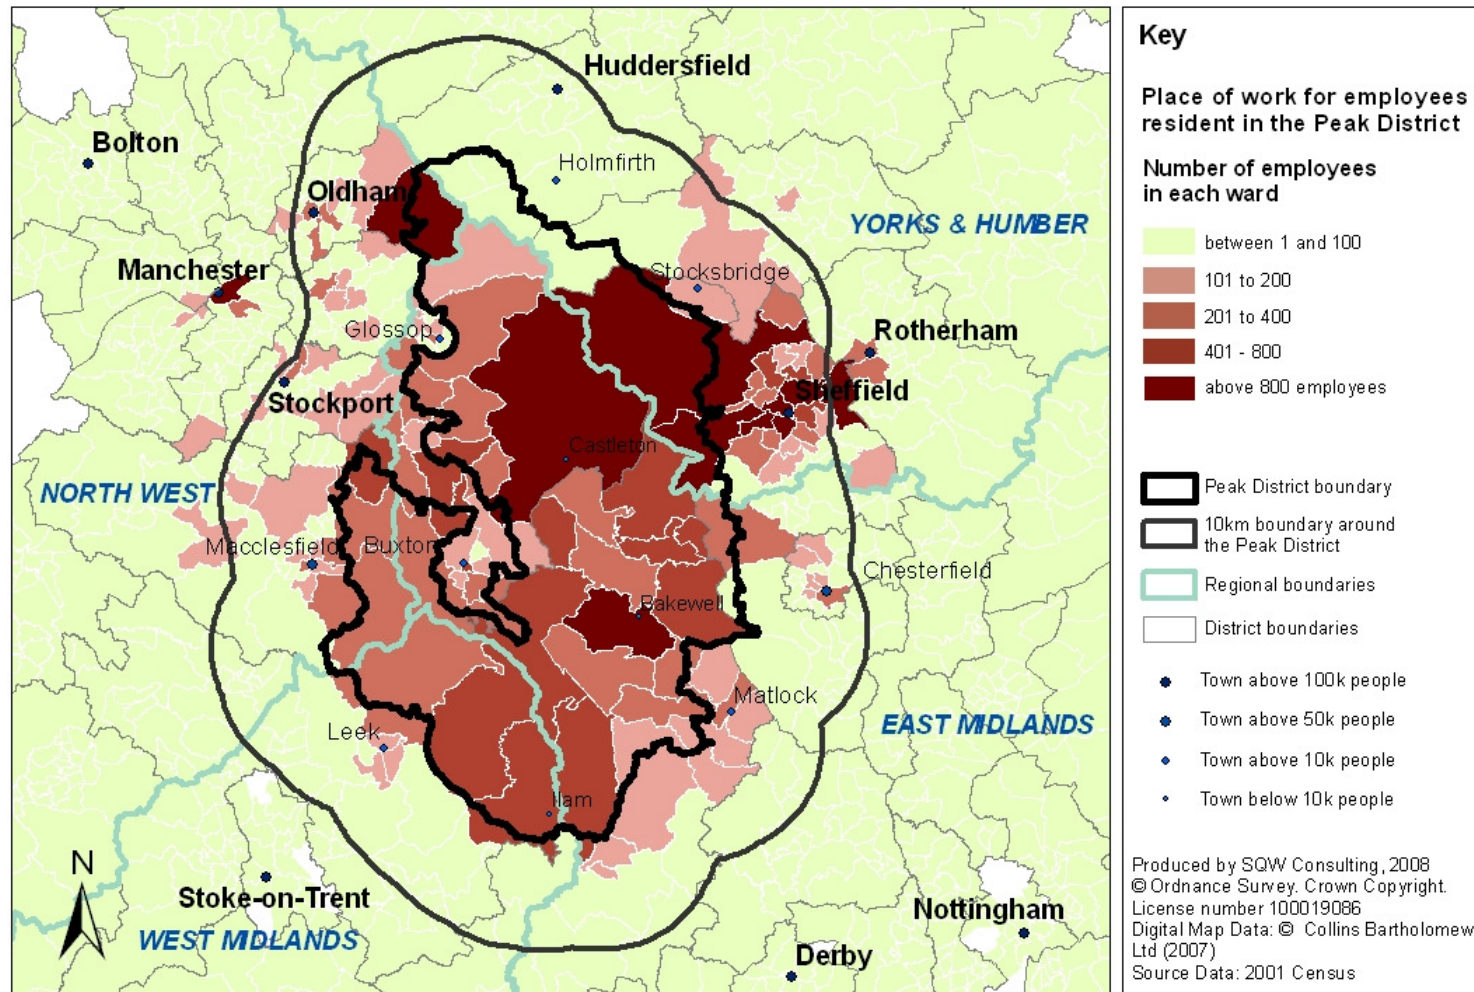 Huddersfield
Bolton
Holmfirth
Oldham
YORKS & HUMBER
Manchester
Stocksbridge
Glossop
Rotherham
Stockport
Sheffield
Castleton
NORTH WEST
Macclesfield
Buxton
Chesterfield
Bakewell
Matlock
EAST MIDLANDS
Leek
Ilam
N
Stoke-on-Trent
WEST MIDLANDS
Nottingham
Derby
Key
Place of work for employees
resident in the Peak District
Number of employees
in each ward
between 1 and 100
101 to 200
201 to 400
401 - 800
above 800 employees
Peak District boundary
10km boundary around
the Peak District
Regional boundaries
District boundaries
Town above 100k people
Town above 50k people
Town above 10k people
Town below 10k people
Produced by SQW Consulting, 2008
© Ordnance Survey. Crown Copyright.
License number 100019086
Digital Map Data: © Collins Bartholomew
Ltd (2007)
Source Data: 2001 Census